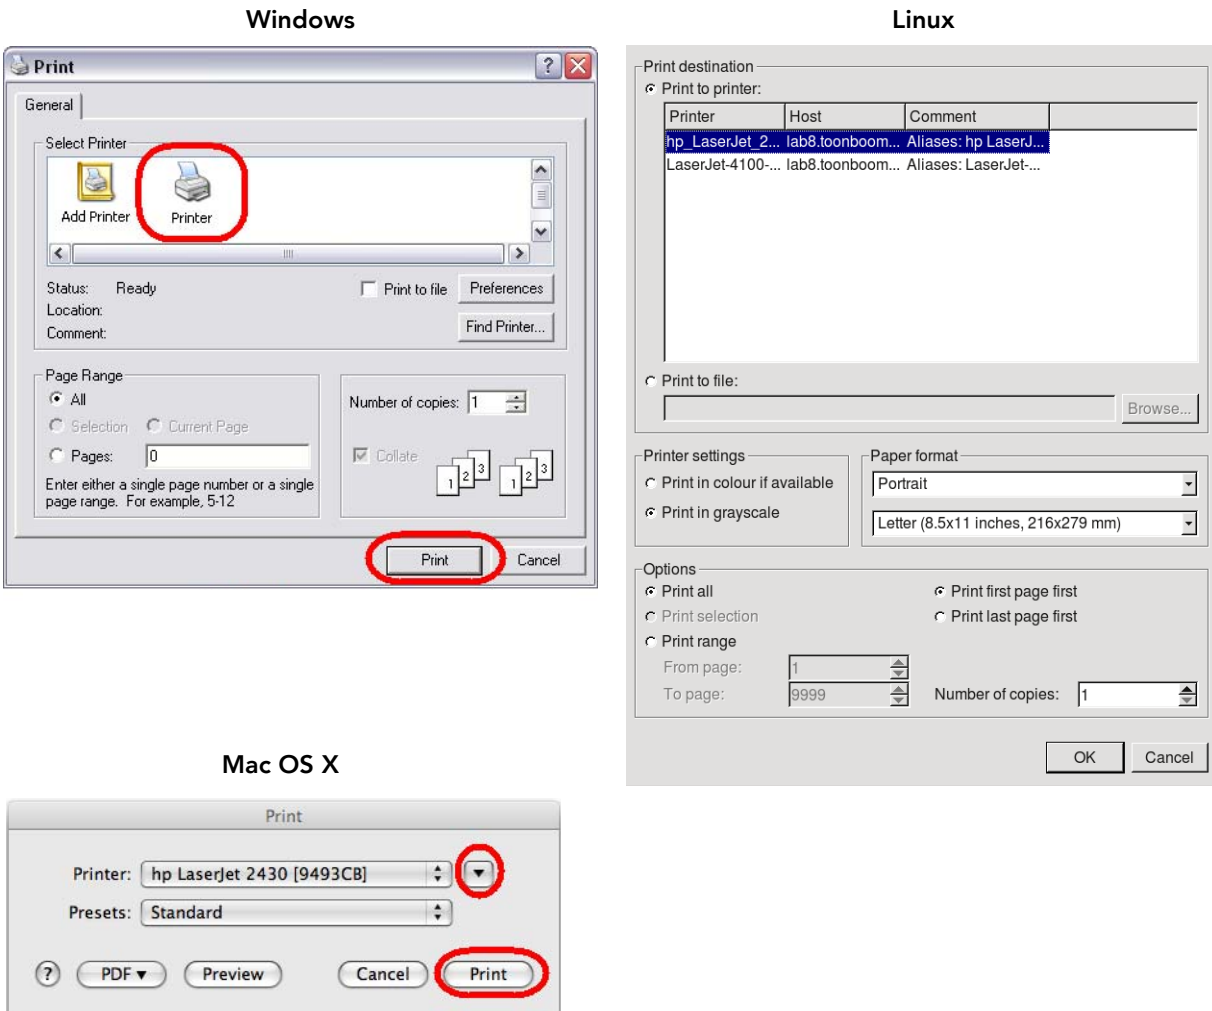 Windows
Print
General
Select Printer
Add Printer
Printer
Status: Ready
Location:
Comment:
Print to file
Preferences
Find Printer...
Page Range
All
Selection
Current Page
Pages: 0
Enter either a single page number or a single
page range. For example, 5-12
Number of copies: 1
Collate
1 2 3 1 2 3
Print
Cancel
Linux
Print destination
Print to printer:
Printer Host Comment
hp_LaserJet_2... lab8.toonboom... Aliases: hp LaserJ...
LaserJet-4100-... lab8.toonboom... Aliases: LaserJet-...
Print to file:
Browse...
Printer settings
Print in colour if available
Print in grayscale
Paper format
Portrait
Letter (8.5x11 inches, 216x279 mm)
Options
Print all
Print selection
Print range
From page: 1
To page: 9999
Print first page first
Print last page first
Number of copies: 1
OK
Cancel
Mac OS X
Print
Printer: hp LaserJet 2430 [9493CB]
Presets: Standard
? PDF Preview Cancel Print